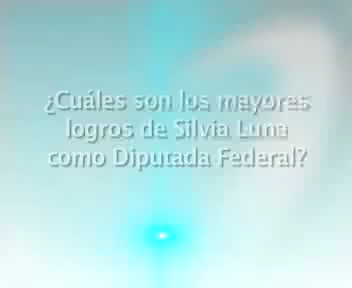 ¿Cuáles son los mayores
logros de Silvia Luna
como Diputada Federal?